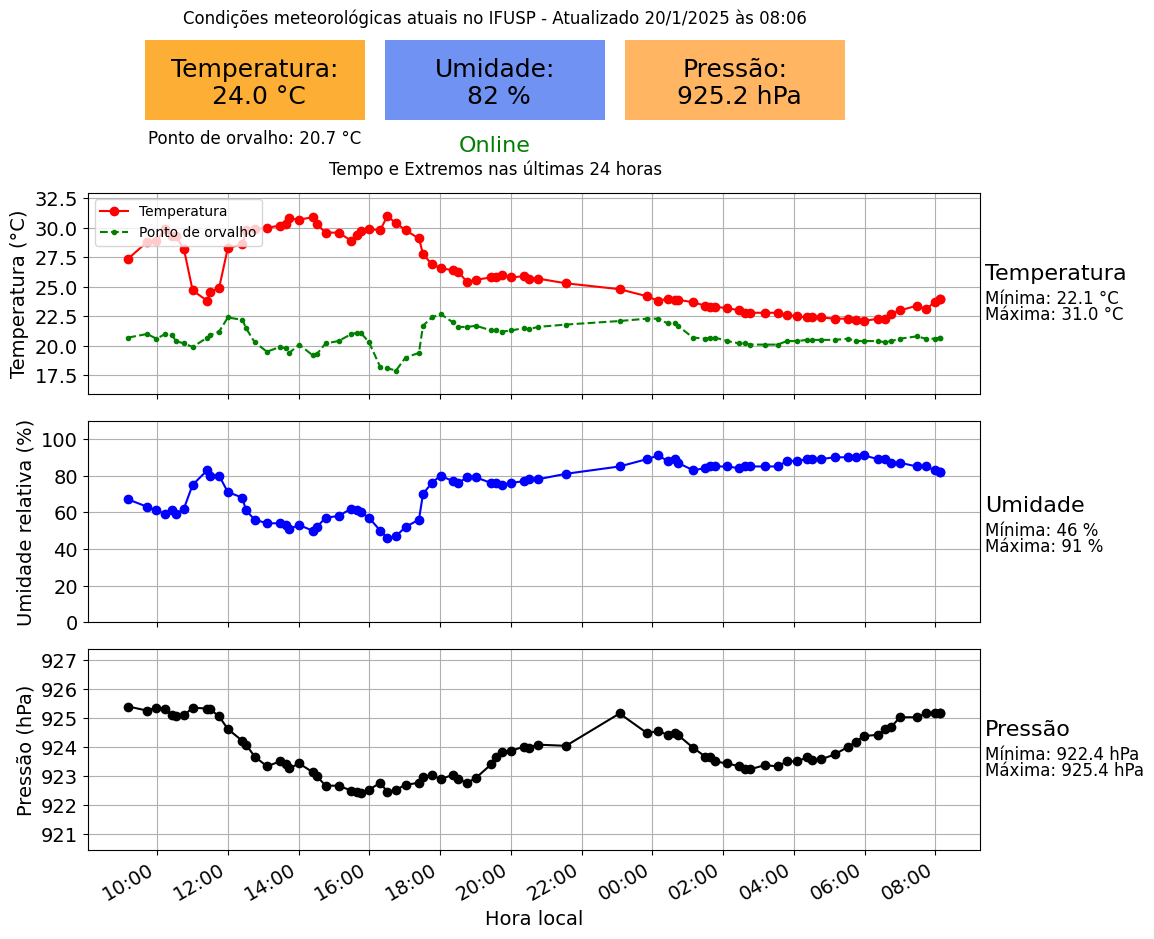 Condições meteorológicas atuais no IFUSP - Atualizado 20/1/2025 às 08:06
Temperatura:
24.0 °C
Umidade:
82 %
Pressão:
925.2 hPa
Ponto de orvalho: 20.7 °C
Online
Tempo e Extremos nas últimas 24 horas
Temperatura (°C)
32.5
30.0
27.5
25.0
22.5
20.0
17.5
Temperatura
Ponto de orvalho
Temperatura
Mínima: 22.1 °C
Máxima: 31.0 °C
Umidade relativa (%)
100
80
60
40
20
0
Umidade
Mínima: 46 %
Máxima: 91 %
Pressão (hPa)
927
926
925
924
923
922
921
Pressão
Mínima: 922.4 hPa
Máxima: 925.4 hPa
10:00 12:00 14:00 16:00 18:00 20:00 22:00 00:00 02:00 04:00 06:00 08:00
Hora local